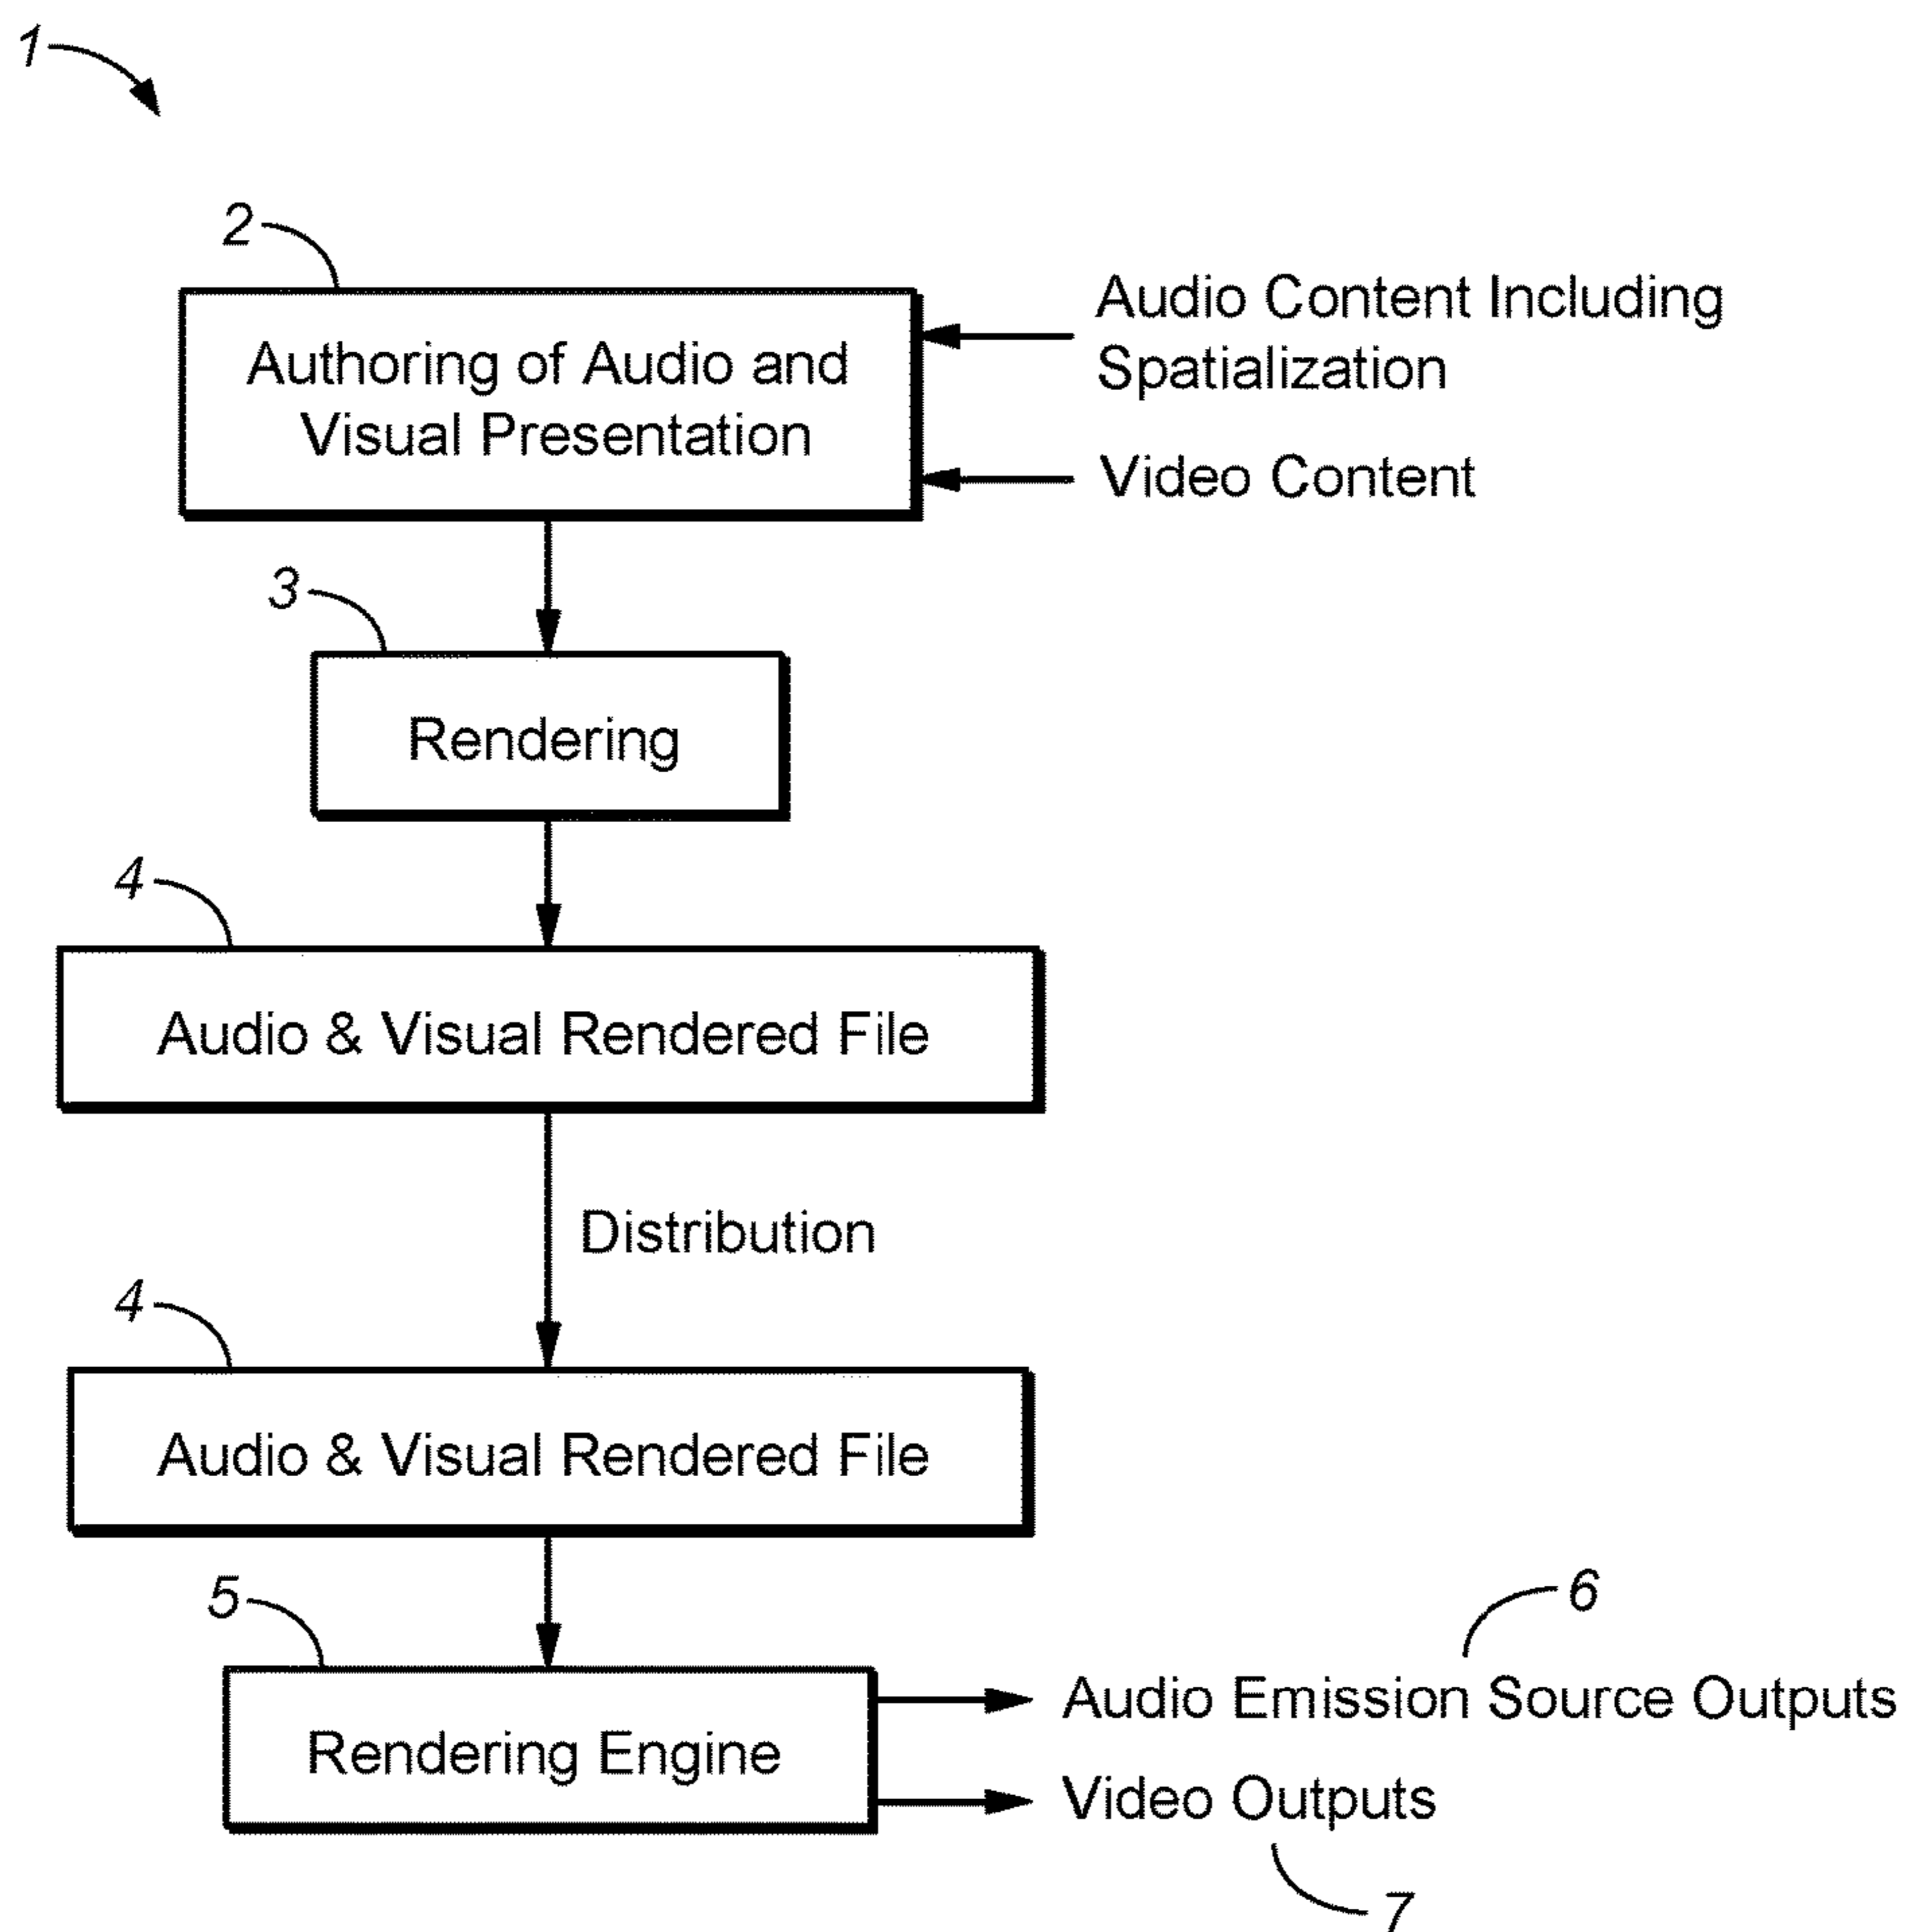 1
2
Authoring of Audio and
Visual Presentation
Audio Content Including
Spatialization
Video Content
3
Rendering
4
Audio & Visual Rendered File
Distribution
4
Audio & Visual Rendered File
5
Rendering Engine
6
Audio Emission Source Outputs
Video Outputs
7